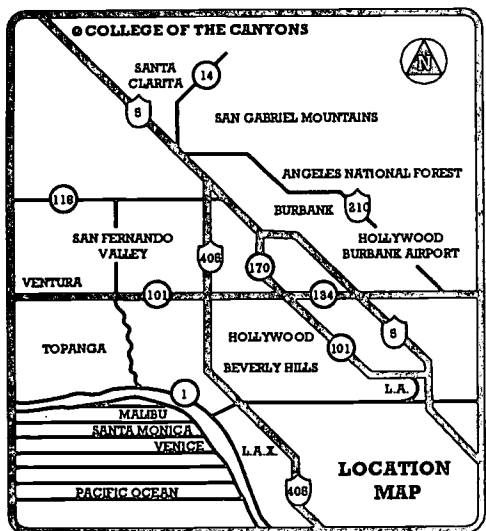 COLLEGE OF THE CANYONS
N
SANTA
CLARITA
14
5
SAN GABRIEL MOUNTAINS
ANGELES NATIONAL FOREST
118
BURBANK
210
SAN FERNANDO
VALLEY
405
170
HOLLYWOOD
BURBANK AIRPORT
VENTURA
101
134
HOLLYWOOD
101
5
TOPANGA
BEVERLY HILLS
1
L.A.
MALIBU
SANTA MONICA
VENICE
L.A.X.
LOCATION
MAP
PACIFIC OCEAN
405